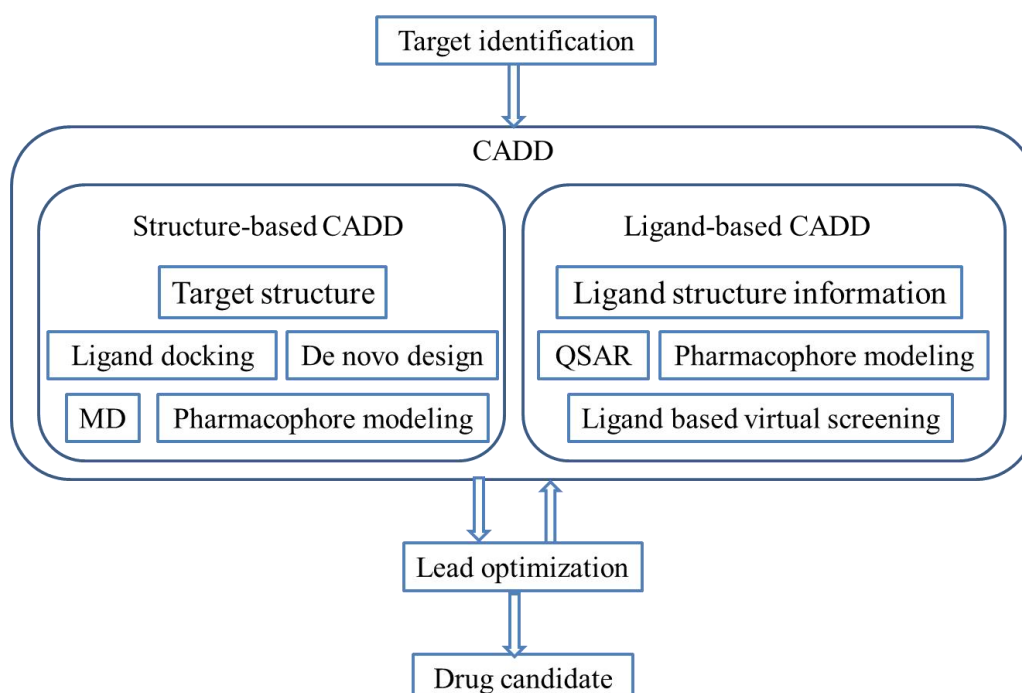 Target identification
CADD
Structure-based CADD
Target structure
Ligand docking
De novo design
MD
Pharmacophore modeling
Ligand-based CADD
Ligand structure information
QSAR
Pharmacophore modeling
Ligand based virtual screening
Lead optimization
Drug candidate